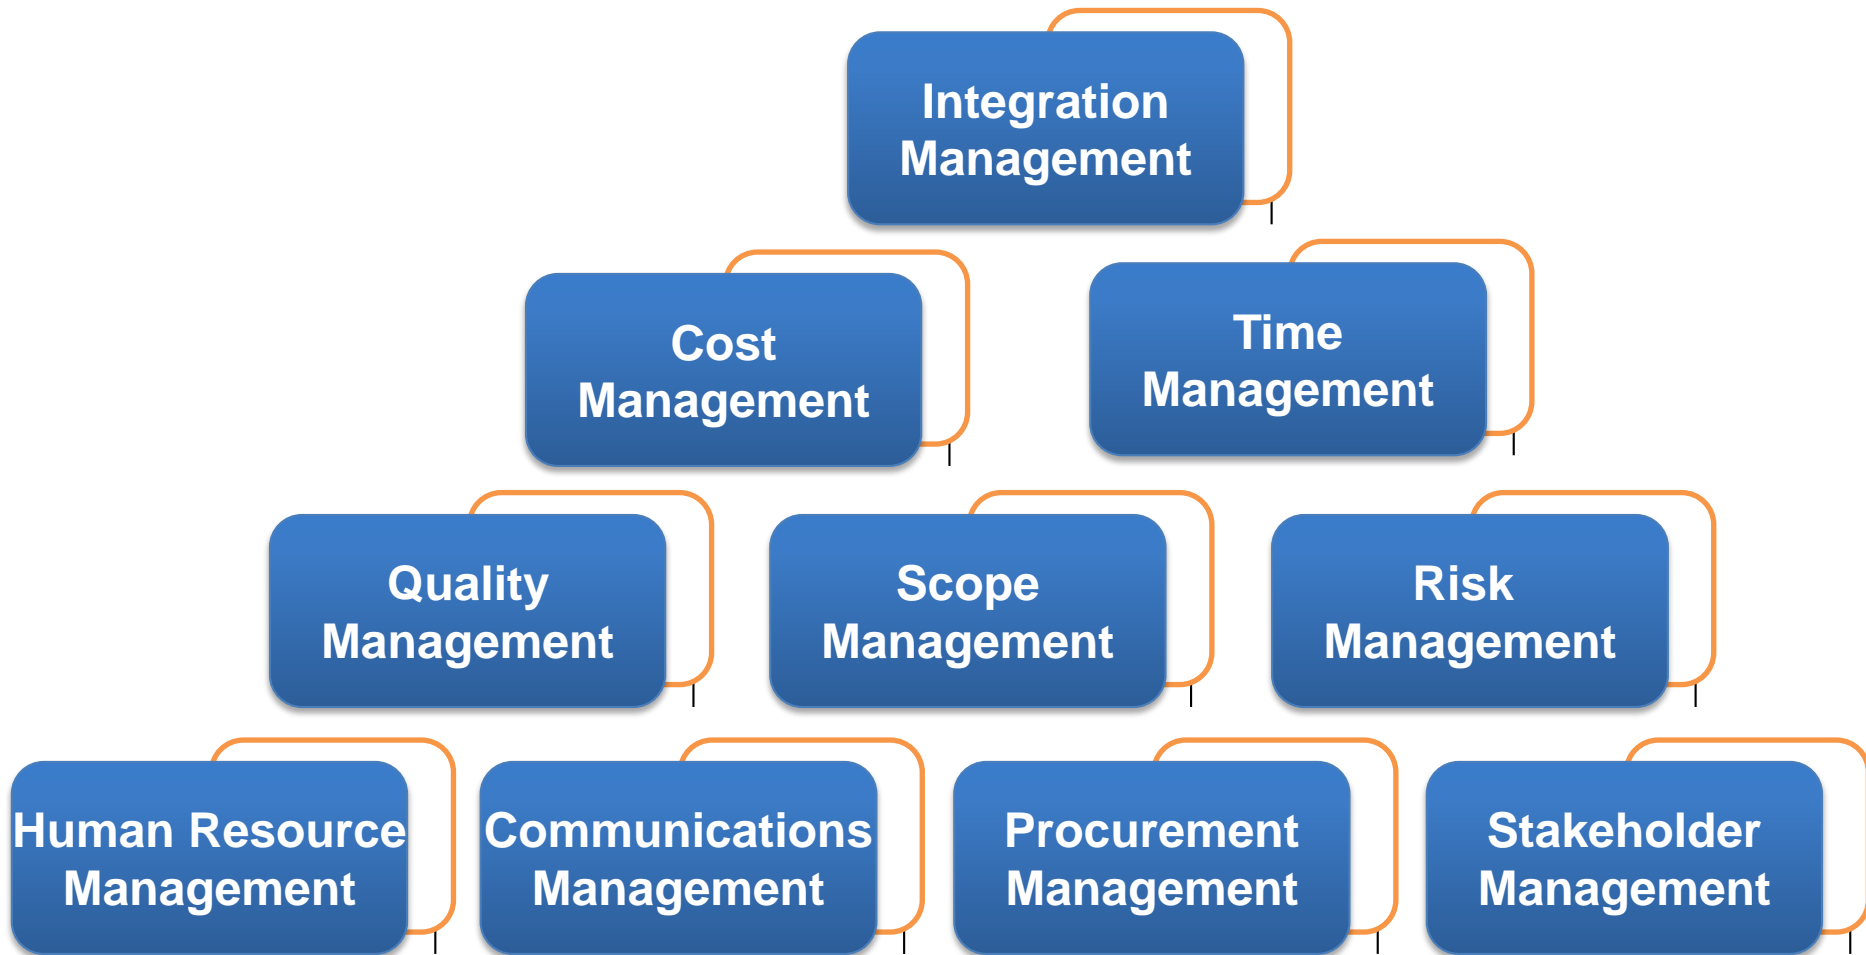 Integration
Management
Cost
Management
Time
Management
Quality
Management
Scope
Management
Risk
Management
Human Resource
Management
Communications
Management
Procurement
Management
Stakeholder
Management